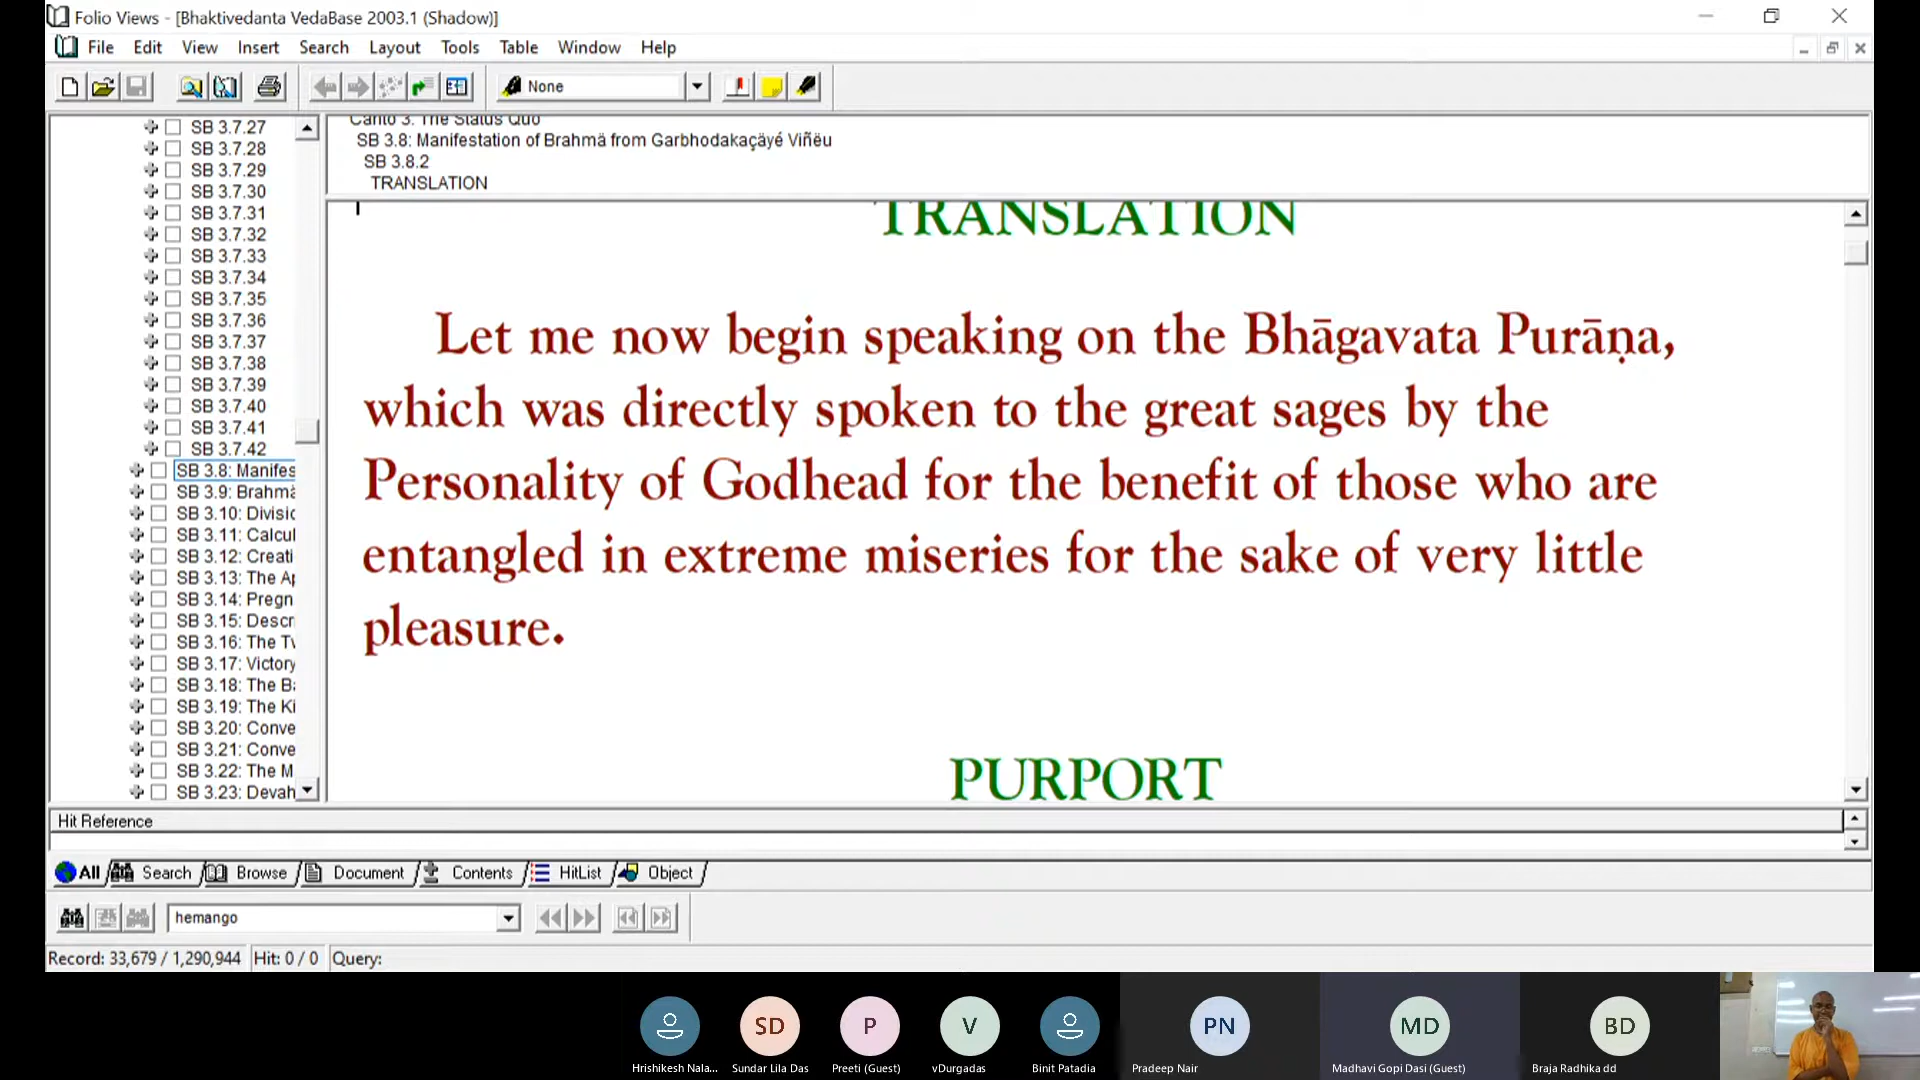 Folio Views - [Bhaktivedanta VedaBase 2003.1 (Shadow)]
File Edit View Insert Search Layout Tools Table Window Help
None
SB 3.7.27
SB 3.7.28
SB 3.7.29
SB 3.7.30
SB 3.7.31
SB 3.7.32
SB 3.7.33
SB 3.7.34
SB 3.7.35
SB 3.7.36
SB 3.7.37
SB 3.7.38
SB 3.7.39
SB 3.7.40
SB 3.7.41
SB 3.7.42
SB 3.8: Manifes
SB 3.9: Brahmä
SB 3.10: Divisic
SB 3.11: Calcul
SB 3.12: Creati
SB 3.13: The Ap
SB 3.14: Pregn
SB 3.15: Descr
SB 3.16: The Tw
SB 3.17: Victory
SB 3.18: The Ba
SB 3.19: The Ki
SB 3.20: Conve
SB 3.21: Conve
SB 3.22: The M
SB 3.23: Devah
Canto 3: The Status Quo
SB 3.8: Manifestation of Brahmä from Garbhodakaçäyé Viñëu
SB 3.8.2
TRANSLATION
TRANSLATION
Let me now begin speaking on the Bhāgavata Purāṇa,
which was directly spoken to the great sages by the
Personality of Godhead for the benefit of those who are
entangled in extreme miseries for the sake of very little
pleasure.
PURPORT
Hit Reference
All Search Browse Document Contents HitList Object
hemango
Record: 33,679 / 1,290,944 Hit: 0 / 0 Query:
SD P V PN MD BD
Hrishikesh Nala... Sundar Lila Das Preeti (Guest) vDurgadas Binit Patadia Pradeep Nair Madhavi Gopi Dasi (Guest) Braja Radhika dd